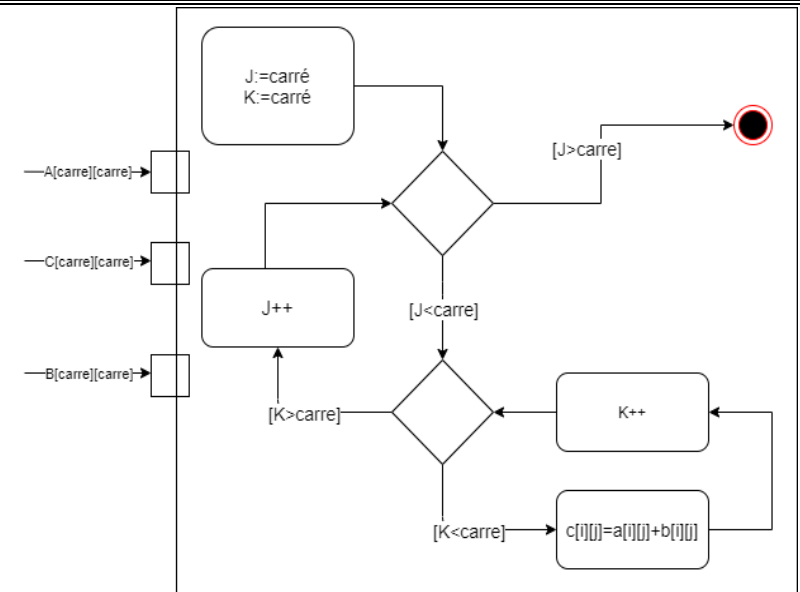 J:=carré
K:=carré
[J>carre]
A[carre][carre]
C[carre][carre]
J++
[J<carre]
B[carre][carre]
[K>carre]
K++
[K<carre]
c[i][j]=a[i][j]+b[i][j]